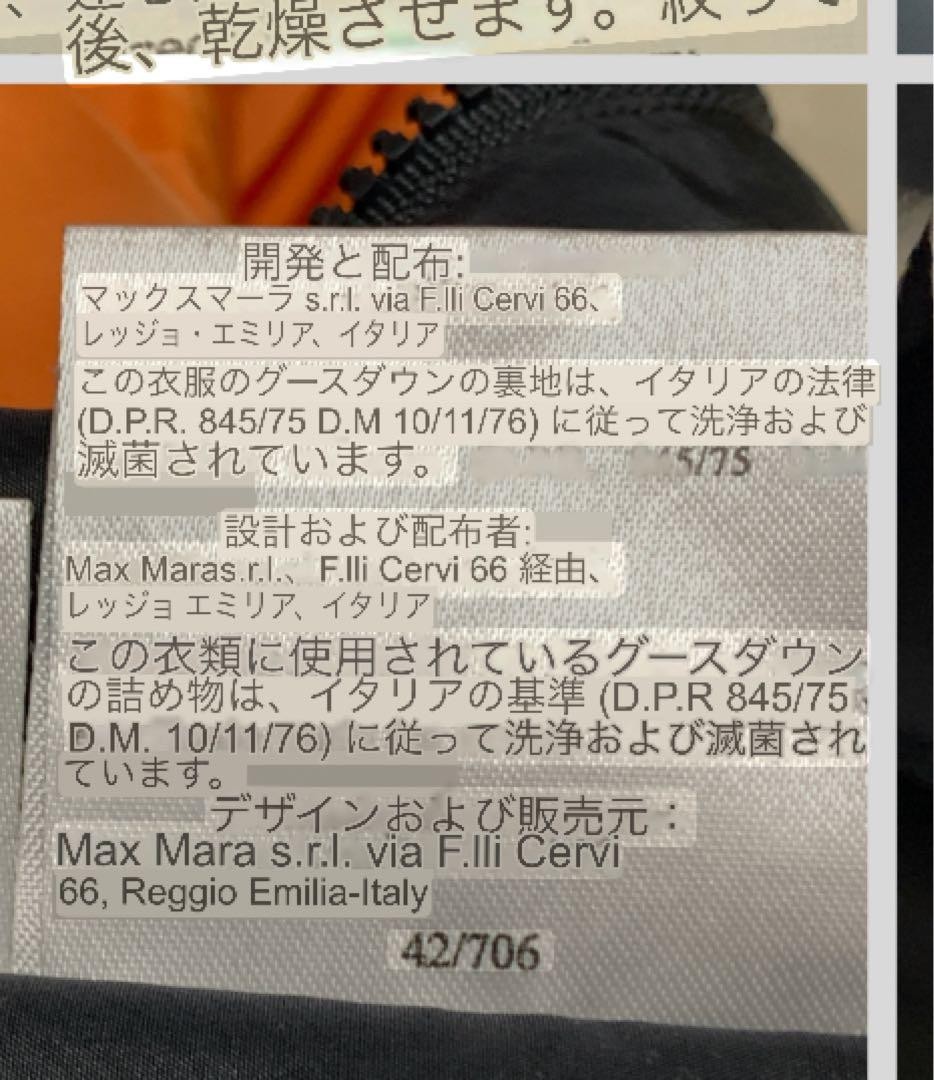 後、乾燥させます。絞って
開発と配布:
マックスマーラ s.r.l. via F.lli Cervi 66、
レッジョ・エミリア、イタリア
この衣服のグースダウンの裏地は、イタリアの法律
(D.P.R. 845/75 D.M 10/11/76) に従って洗浄および
滅菌されています。
845/75
設計および配布者:
Max Maras.r.l.、 F.lli Cervi 66 経由、
レッジョ エミリア、イタリア
この衣類に使用されているグースダウン
の詰め物は、イタリアの基準 (D.P.R 845/75
D.M. 10/11/76) に従って洗浄および滅菌され
ています。
デザインおよび販売元：
Max Mara s.r.l. via F.lli Cervi
66, Reggio Emilia-Italy
42/706